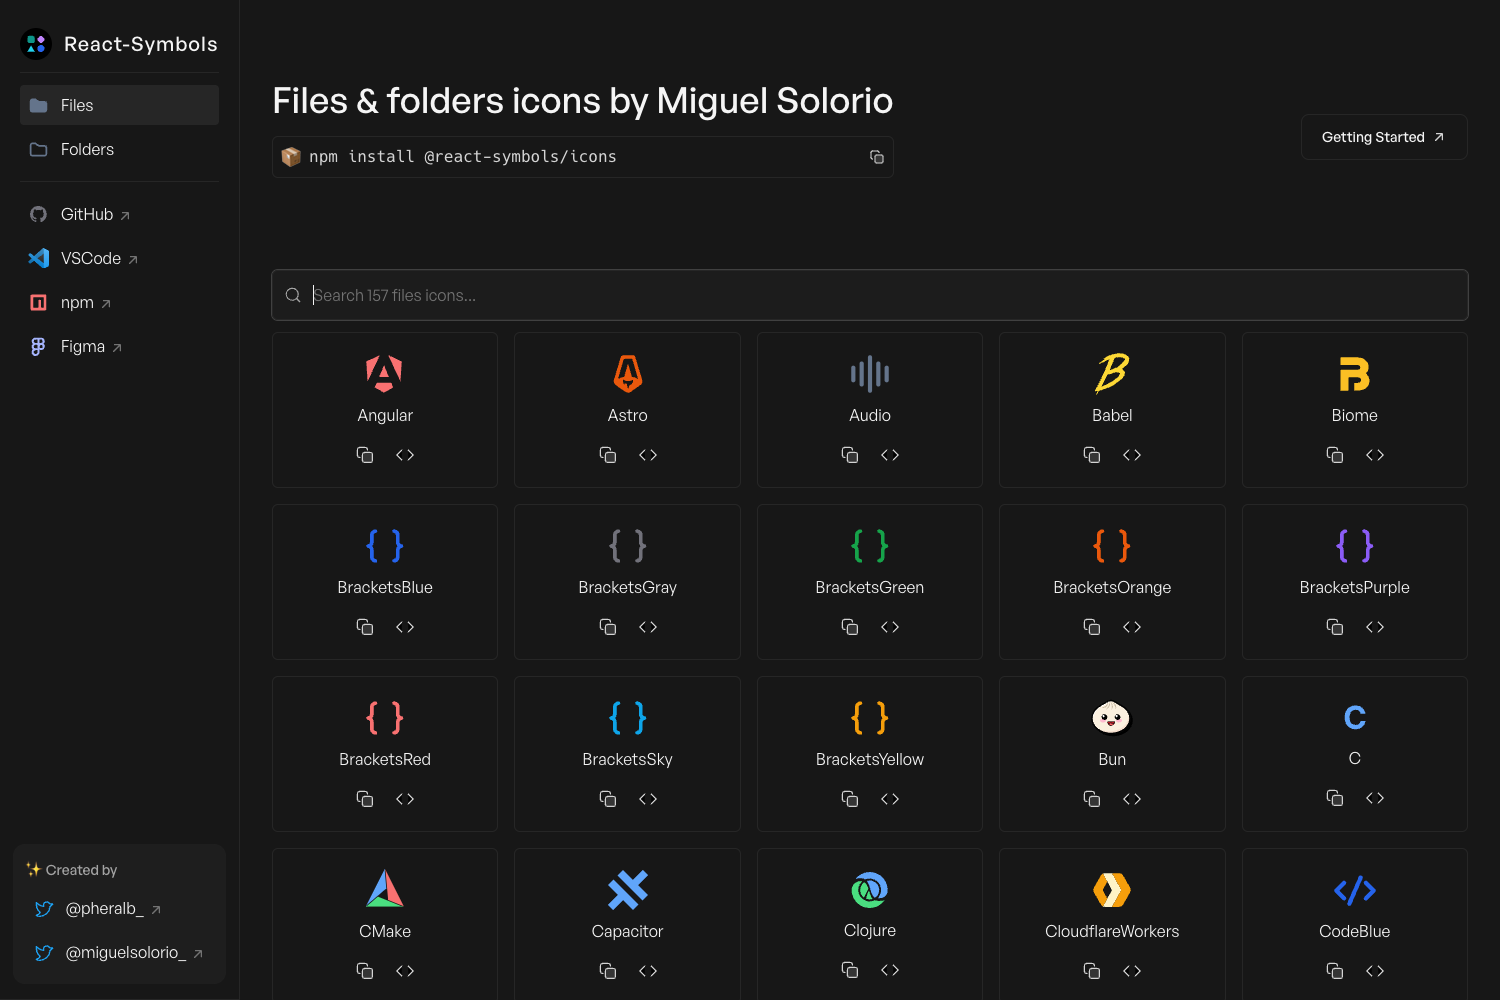 React-Symbols
Files
Folders
GitHub
VSCode
npm
Figma
Created by
@pheralb_
@miguelsolorio_
Files & folders icons by Miguel Solorio
npm install @react-symbols/icons
Getting Started
Search 157 files icons...
Angular
Astro
Audio
Babel
Biome
BracketsBlue
BracketsGray
BracketsGreen
BracketsOrange
BracketsPurple
BracketsRed
BracketsSky
BracketsYellow
Bun
C
C
CMake
Capacitor
Clojure
CloudflareWorkers
CodeBlue